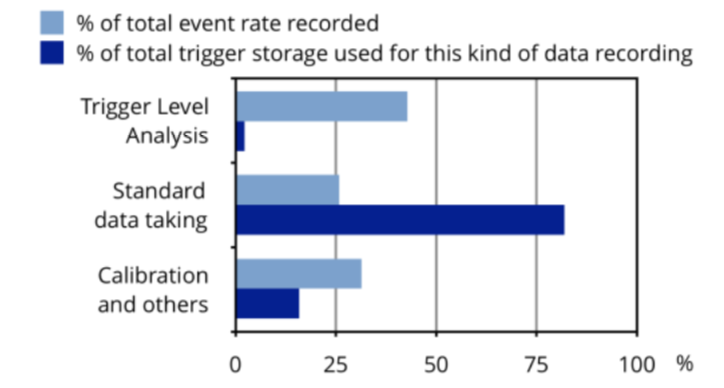 % of total event rate recorded
% of total trigger storage used for this kind of data recording
Trigger Level
Analysis
Standard
data taking
Calibration
and others
0 25 50 75 100 %